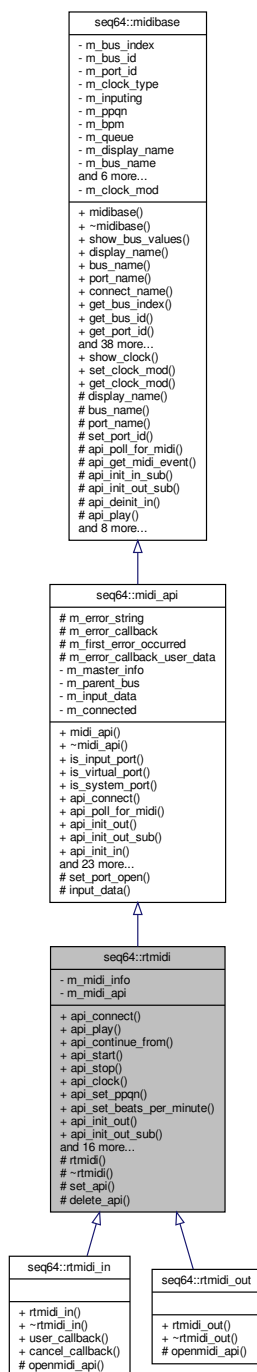 seq64::midibase
- m_bus_index
- m_bus_id
- m_port_id
- m_clock_type
- m_inputing
- m_ppqn
- m_bpm
- m_queue
- m_display_name
- m_bus_name
and 6 more...
- m_clock_mod
+ midibase()
+ ~midibase()
+ show_bus_values()
+ display_name()
+ bus_name()
+ port_name()
+ connect_name()
+ get_bus_index()
+ get_bus_id()
+ get_port_id()
and 38 more...
+ show_clock()
+ set_clock_mod()
+ get_clock_mod()
# display_name()
# bus_name()
# port_name()
# set_port_id()
# api_poll_for_midi()
# api_get_midi_event()
# api_init_in_sub()
# api_init_out_sub()
# api_deinit_in()
# api_play()
and 8 more...
seq64::midi_api
# m_error_string
# m_error_callback
# m_first_error_occurred
# m_error_callback_user_data
- m_master_info
- m_parent_bus
- m_input_data
- m_connected
+ midi_api()
+ ~midi_api()
+ is_input_port()
+ is_virtual_port()
+ is_system_port()
+ api_connect()
+ api_poll_for_midi()
+ api_init_out()
+ api_init_out_sub()
+ api_init_in()
and 23 more...
# set_port_open()
# input_data()
seq64::rtmidi
- m_midi_info
- m_midi_api
+ api_connect()
+ api_play()
+ api_continue_from()
+ api_start()
+ api_stop()
+ api_clock()
+ api_set_ppqn()
+ api_set_beats_per_minute()
+ api_init_out()
+ api_init_out_sub()
and 16 more...
# rtmidi()
# ~rtmidi()
# set_api()
# delete_api()
seq64::rtmidi_in
+ rtmidi_in()
+ ~rtmidi_in()
+ user_callback()
+ cancel_callback()
# openmidi_api()
seq64::rtmidi_out
+ rtmidi_out()
+ ~rtmidi_out()
# openmidi_api()